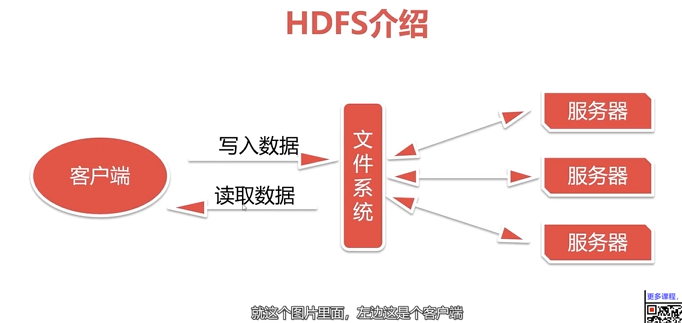 HDFS介绍
客户端
写入数据
读取数据
文件系统
服务器
服务器
服务器
就这个图片里面，左边这是个客户端
更多课程，